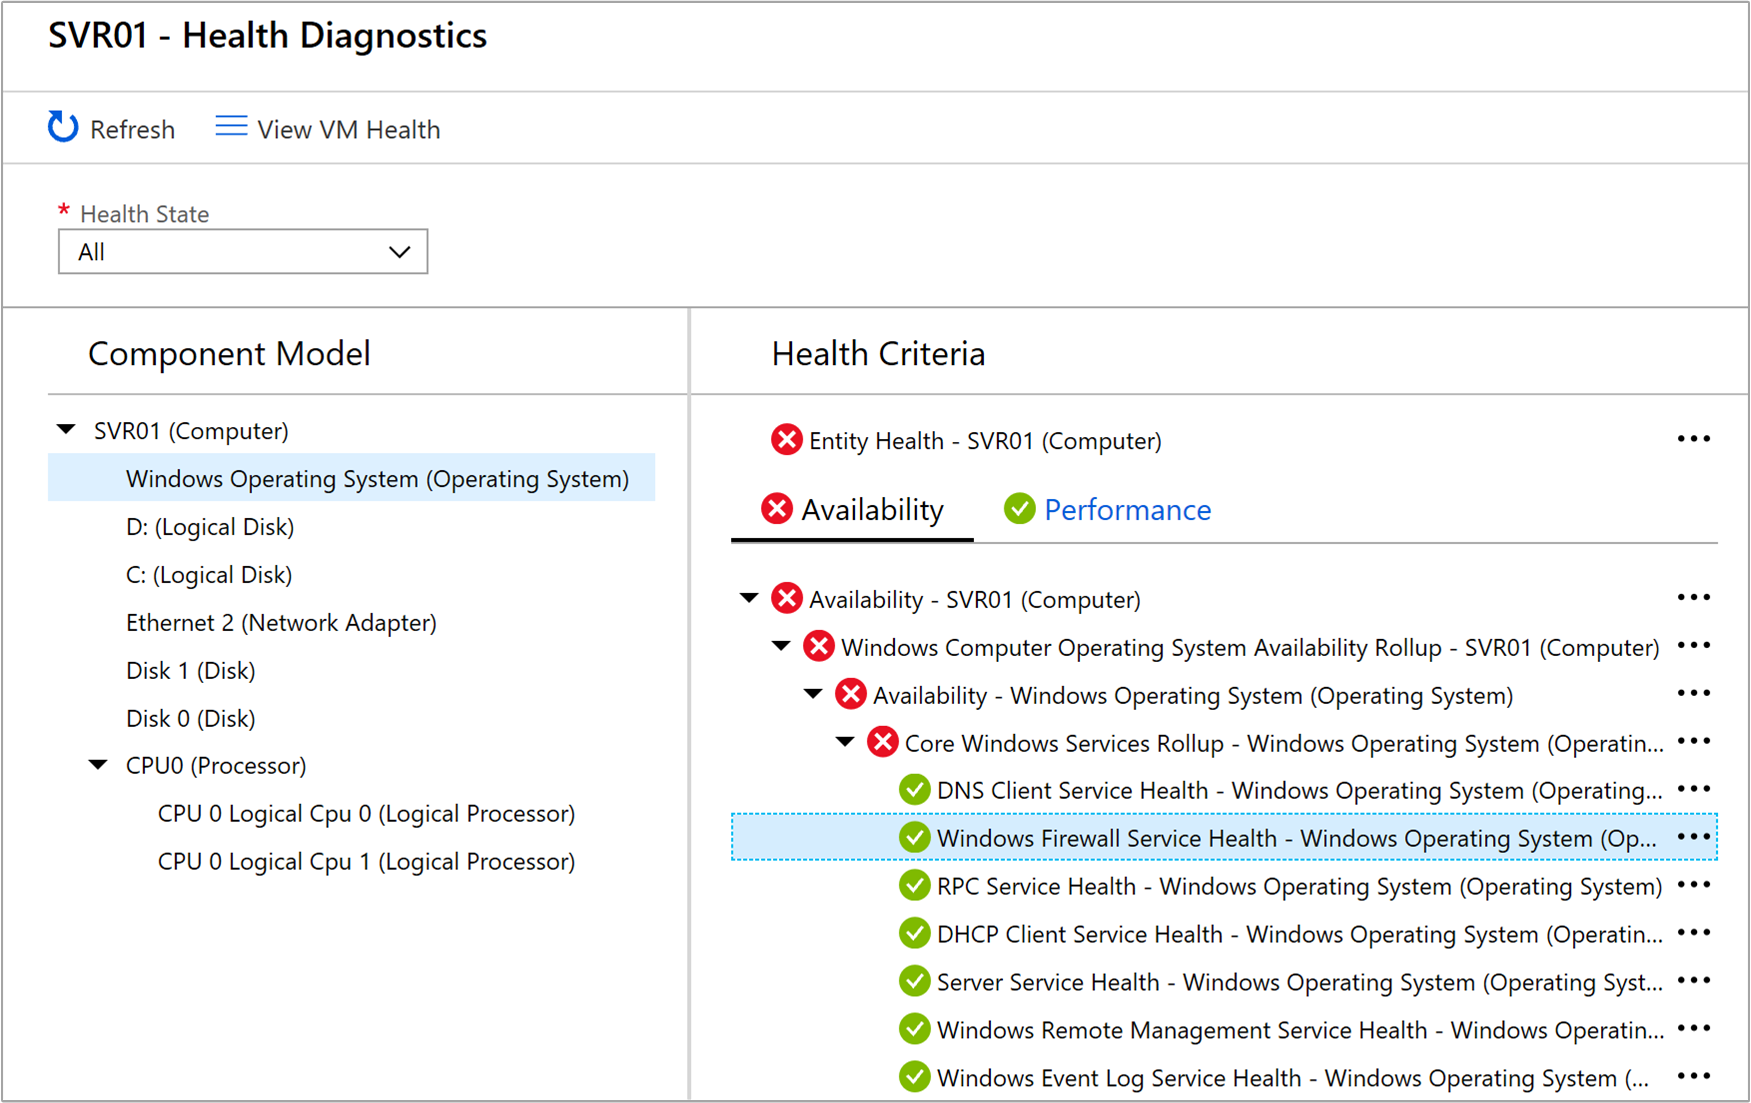 SVR01 - Health Diagnostics
Refresh
View VM Health
* Health State
All
Component Model
SVR01 (Computer)
Windows Operating System (Operating System)
D: (Logical Disk)
C: (Logical Disk)
Ethernet 2 (Network Adapter)
Disk 1 (Disk)
Disk 0 (Disk)
CPU0 (Processor)
CPU 0 Logical Cpu 0 (Logical Processor)
CPU 0 Logical Cpu 1 (Logical Processor)
Health Criteria
Entity Health - SVR01 (Computer)
Availability
Performance
Availability - SVR01 (Computer)
Windows Computer Operating System Availability Rollup - SVR01 (Computer)
Availability - Windows Operating System (Operating System)
Core Windows Services Rollup - Windows Operating System (Operatin...
DNS Client Service Health - Windows Operating System (Operating...
Windows Firewall Service Health - Windows Operating System (Op...
RPC Service Health - Windows Operating System (Operating System)
DHCP Client Service Health - Windows Operating System (Operatin...
Server Service Health - Windows Operating System (Operating Syst...
Windows Remote Management Service Health - Windows Operatin...
Windows Event Log Service Health - Windows Operating System (...